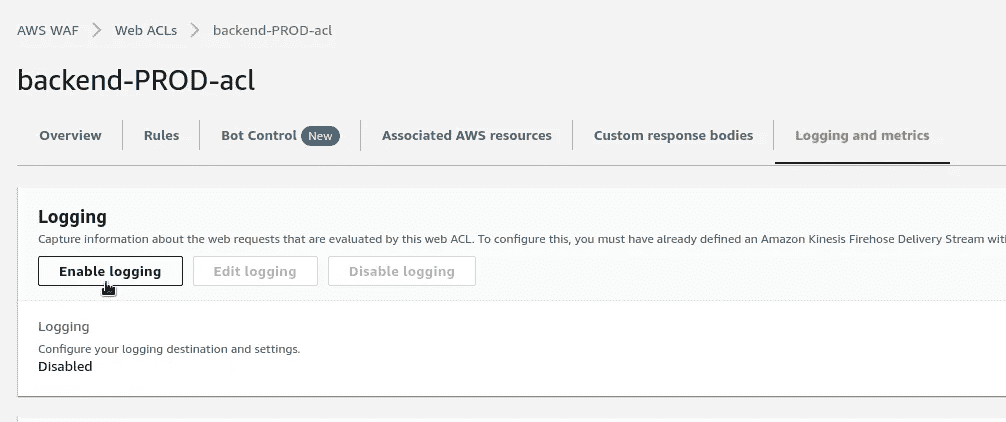 AWS WAF > Web ACLs > backend-PROD-acl
backend-PROD-acl
Overview Rules Bot Control New Associated AWS resources Custom response bodies Logging and metrics
Logging
Capture information about the web requests that are evaluated by this web ACL. To configure this, you must have already defined an Amazon Kinesis Firehose Delivery Stream wit
Enable logging Edit logging Disable logging
Logging
Configure your logging destination and settings.
Disabled